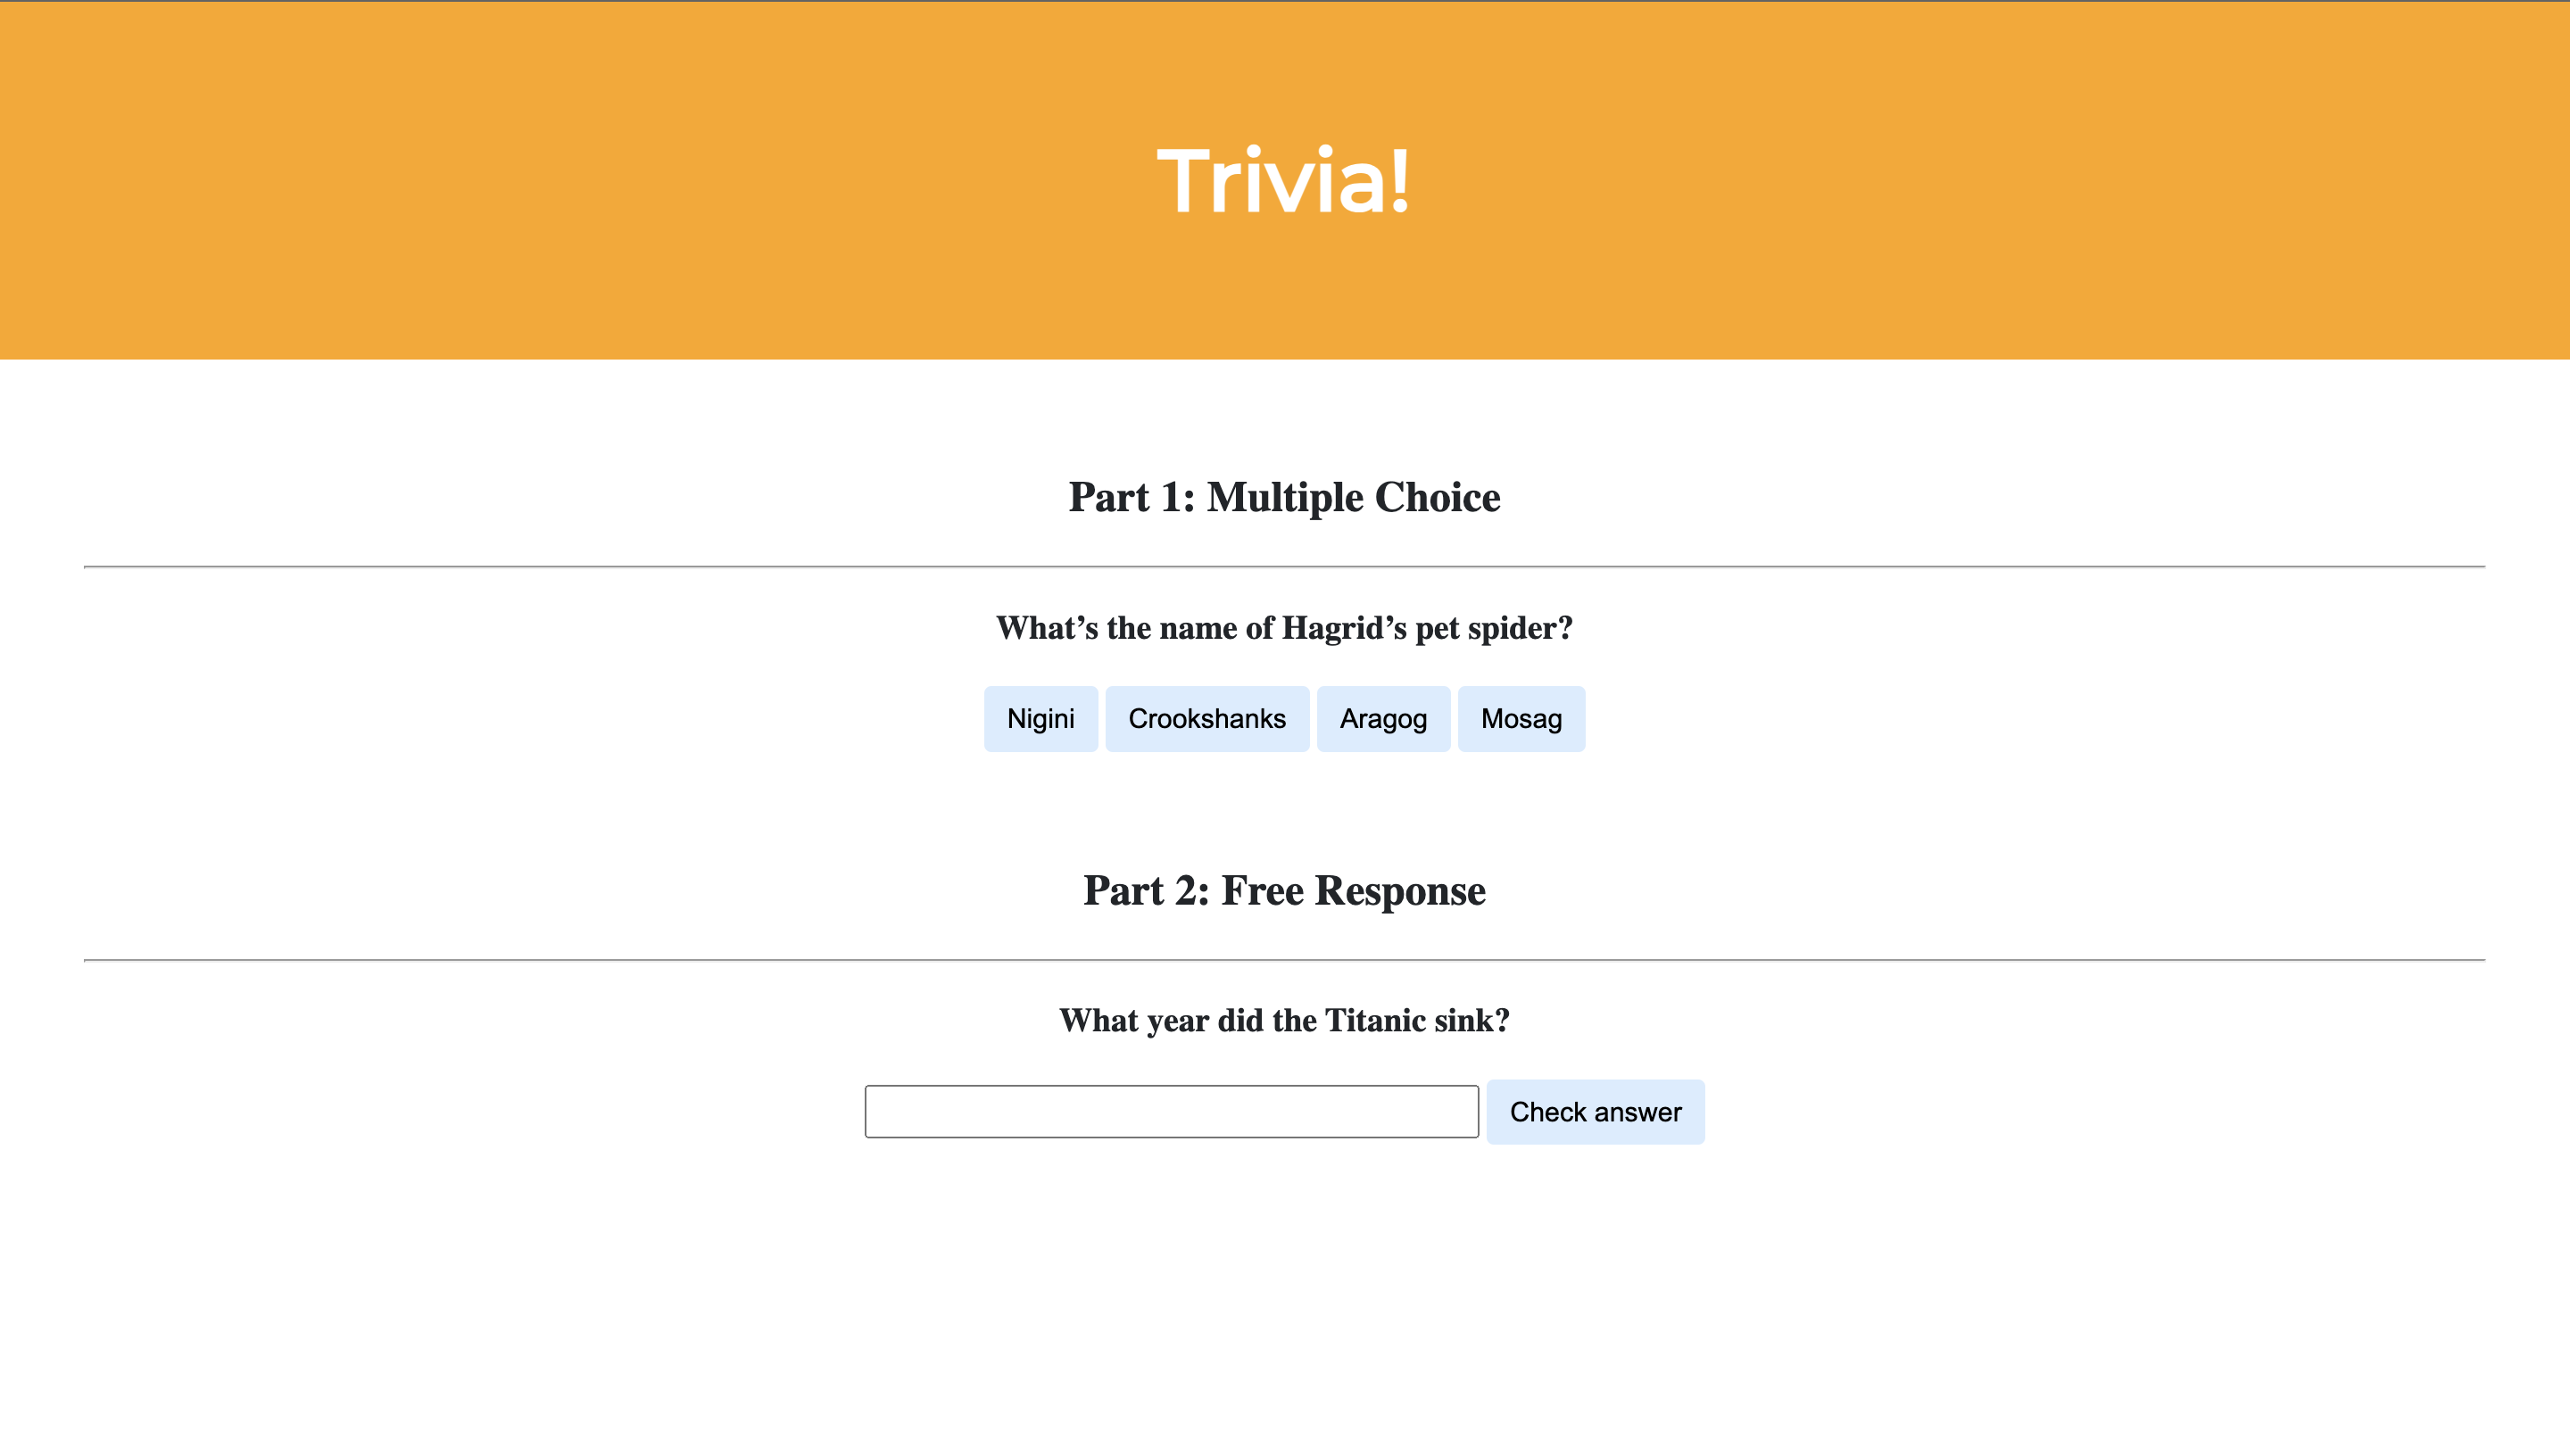 Trivia!
Part 1: Multiple Choice
What’s the name of Hagrid’s pet spider?
Nigini Crookshanks Aragog Mosag
Part 2: Free Response
What year did the Titanic sink?
Check answer